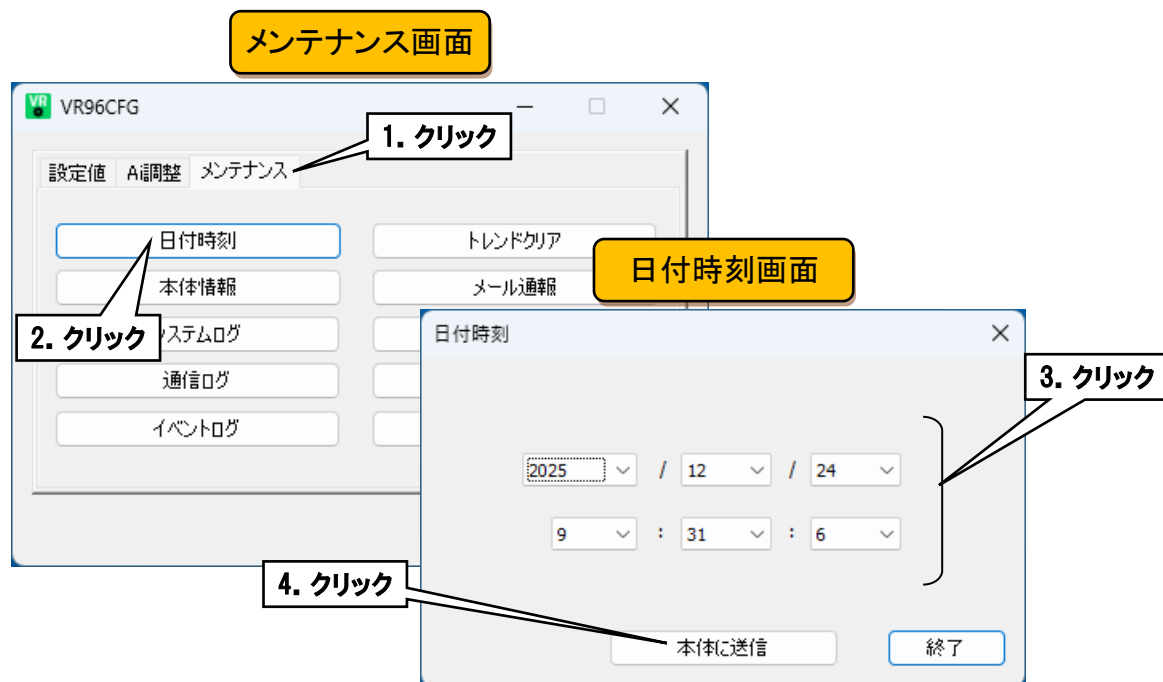 メンテナンス画面
VR
VR96CFG
1. クリック
設定値 Ai調整 メンテナンス
日付時刻 トレンドクリア
日付時刻画面
本体情報 メール通報
2. クリック
ステムログ
日付時刻
通信ログ
3. クリック
イベントログ
2025 / 12 / 24
9 : 31 : 6
4. クリック
本体に送信 終了